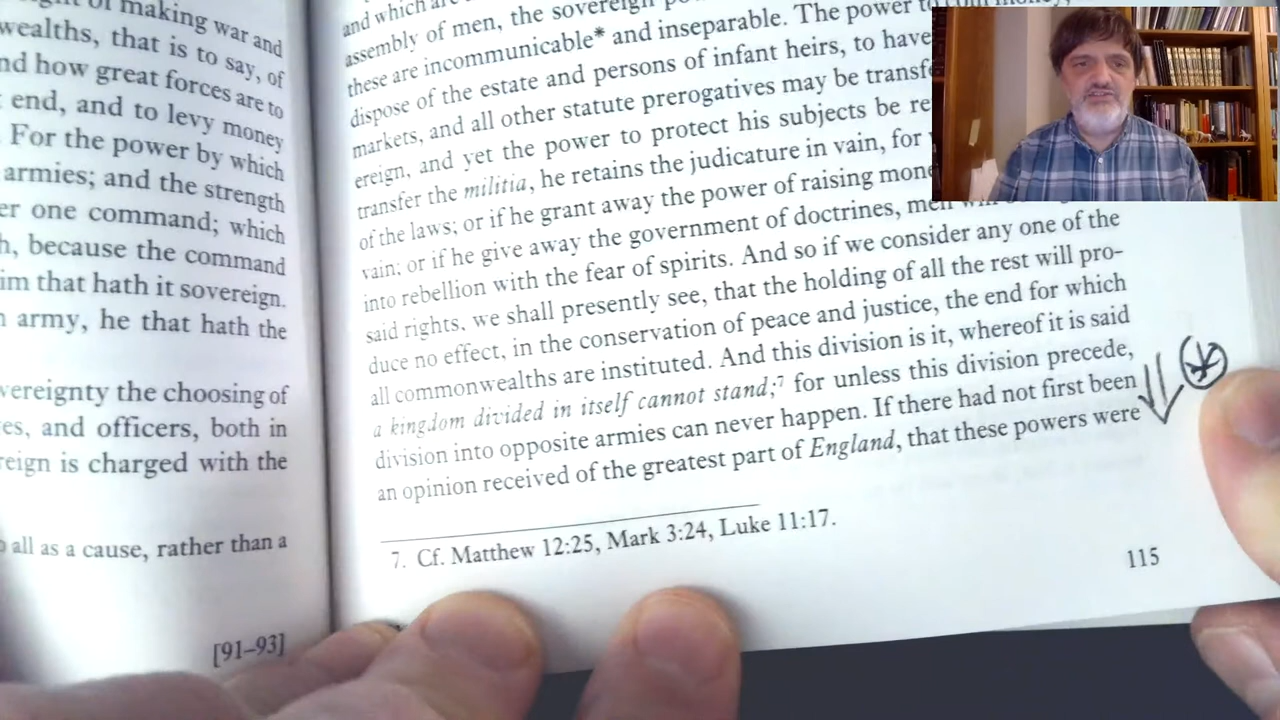 of making war and
wealths, that is to say, of
nd how great forces are to
end, and to levy money
For the power by which
armies; and the strength
er one command; which
h, because the command
im that hath it sovereign.
army, he that hath the
vereignty the choosing of
es, and officers, both in
reign is charged with the
all as a cause, rather than a
[91–93]
and which are
assembly of men, the sovereign
these are incommunicable* and inseparable. The power to coin money,
dispose of the estate and persons of infant heirs, to have
markets, and all other statute prerogatives may be transfe
ereign, and yet the power to protect his subjects be re
transfer the militia, he retains the judicature in vain, for
of the laws; or if he grant away the power of raising mone
vain; or if he give away the government of doctrines, men
into rebellion with the fear of spirits. And so if we consider any one of the
said rights, we shall presently see, that the holding of all the rest will pro-
duce no effect, in the conservation of peace and justice, the end for which
all commonwealths are instituted. And this division is it, whereof it is said
a kingdom divided in itself cannot stand;7 for unless this division precede,
division into opposite armies can never happen. If there had not first been
an opinion received of the greatest part of England, that these powers were
7. Cf. Matthew 12:25, Mark 3:24, Luke 11:17.
115